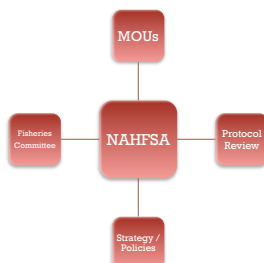 MOUs
Fisheries
Committee
NAHFSA
Protocol
Review
Strategy /
Policies